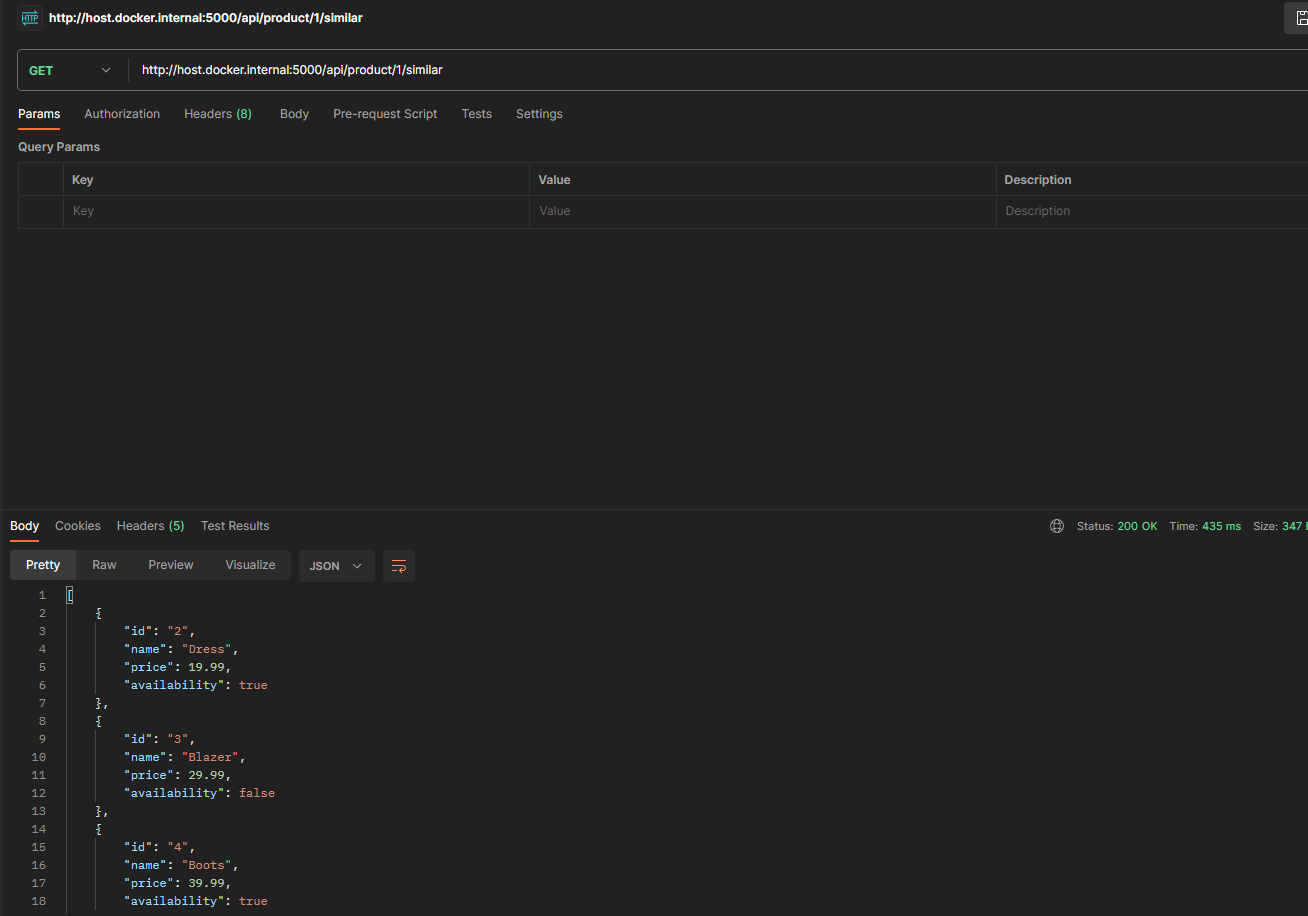 HTTP http://host.docker.internal:5000/api/product/1/similar
GET http://host.docker.internal:5000/api/product/1/similar
Params Authorization Headers (8) Body Pre-request Script Tests Settings
Query Params
Key Value Description
Key Value Description
Body Cookies Headers (5) Test Results Status: 200 OK Time: 435 ms Size: 347
Pretty Raw Preview Visualize JSON
1 [
2 {
3 "id": "2",
4 "name": "Dress",
5 "price": 19.99,
6 "availability": true
7 },
8 {
9 "id": "3",
10 "name": "Blazer",
11 "price": 29.99,
12 "availability": false
13 },
14 {
15 "id": "4",
16 "name": "Boots",
17 "price": 39.99,
18 "availability": true